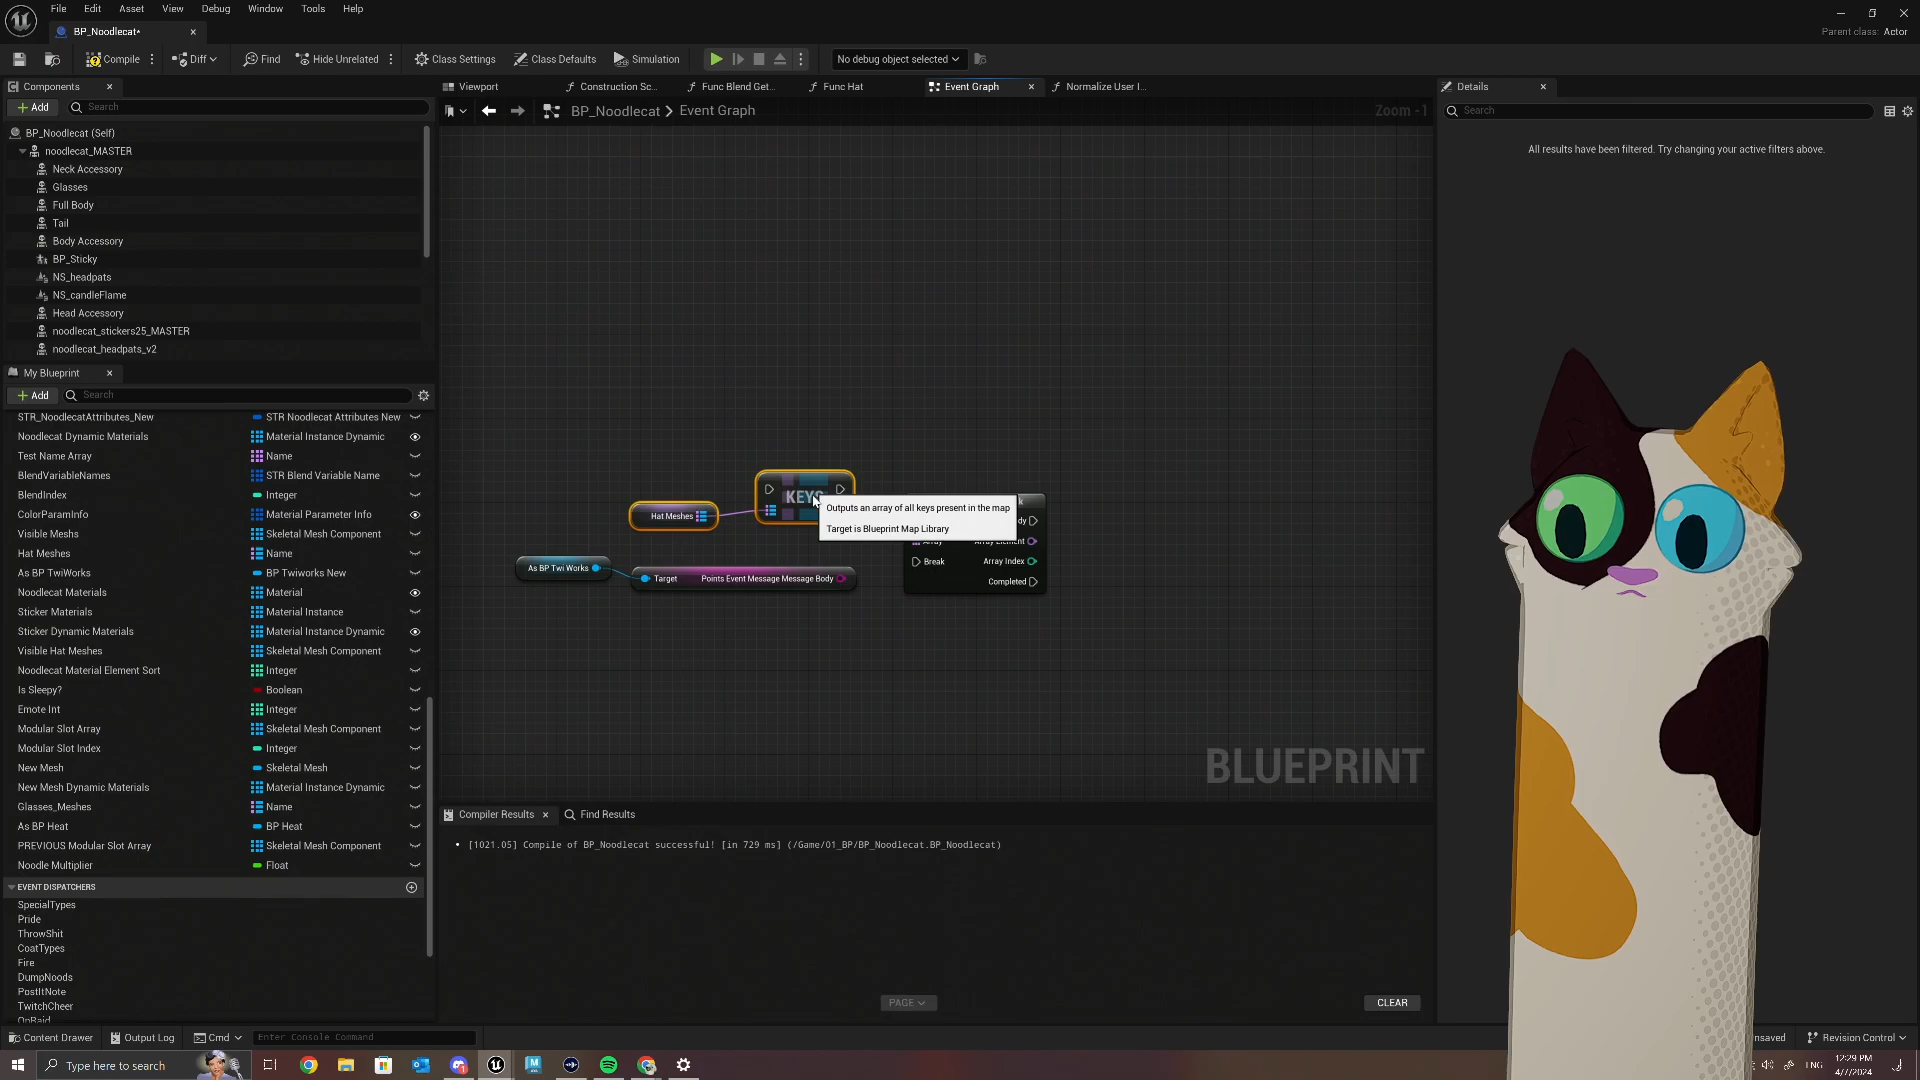 File Edit Asset View Debug Window Tools Help
BP_Noodlecat*
Parent class: Actor
Compile Diff Find Hide Unrelated Class Settings Class Defaults Simulation No debug object selected
Components
Add Search
BP_Noodlecat (Self)
noodlecat_MASTER
Neck Accessory
Glasses
Full Body
Tail
Body Accessory
BP_Sticky
NS_headpats
NS_candleFlame
Head Accessory
noodlecat_stickers25_MASTER
noodlecat_headpats_v2
My Blueprint
Add Search
STR_NoodlecatAttributes_New STR Noodlecat Attributes New
Noodlecat Dynamic Materials Material Instance Dynamic
Test Name Array Name
BlendVariableNames STR Blend Variable Name
BlendIndex Integer
ColorParamInfo Material Parameter Info
Visible Meshes Skeletal Mesh Component
Hat Meshes Name
As BP TwiWorks BP Twiworks New
Noodlecat Materials Material
Sticker Materials Material Instance
Sticker Dynamic Materials Material Instance Dynamic
Visible Hat Meshes Skeletal Mesh Component
Noodlecat Material Element Sort Integer
Is Sleepy? Boolean
Emote Int Integer
Modular Slot Array Skeletal Mesh Component
Modular Slot Index Integer
New Mesh Skeletal Mesh
New Mesh Dynamic Materials Material Instance Dynamic
Glasses_Meshes Name
As BP Heat BP Heat
PREVIOUS Modular Slot Array Skeletal Mesh Component
Noodle Multiplier Float
EVENT DISPATCHERS
SpecialTypes
Pride
ThrowShit
CoatTypes
Fire
DumpNoods
PostItNote
TwitchCheer
OnRaid
Viewport Construction Sc... Func Blend Get... Func Hat Event Graph Normalize User I...
BP_Noodlecat > Event Graph
Zoom -1
Hat Meshes
KEYS
Outputs an array of all keys present in the map
Target is Blueprint Map Library
As BP Twi Works
Target Points Event Message Message Body
Break Array Index
Completed
BLUEPRINT
Compiler Results Find Results
• [1021.05] Compile of BP_Noodlecat successful! [in 729 ms] (/Game/01_BP/BP_Noodlecat.BP_Noodlecat)
PAGE CLEAR
Details
Search
All results have been filtered. Try changing your active filters above.
Content Drawer Output Log Cmd Enter Console Command
nsaved Revision Control
Type here to search
ENG 12:29 PM
4/7/2024